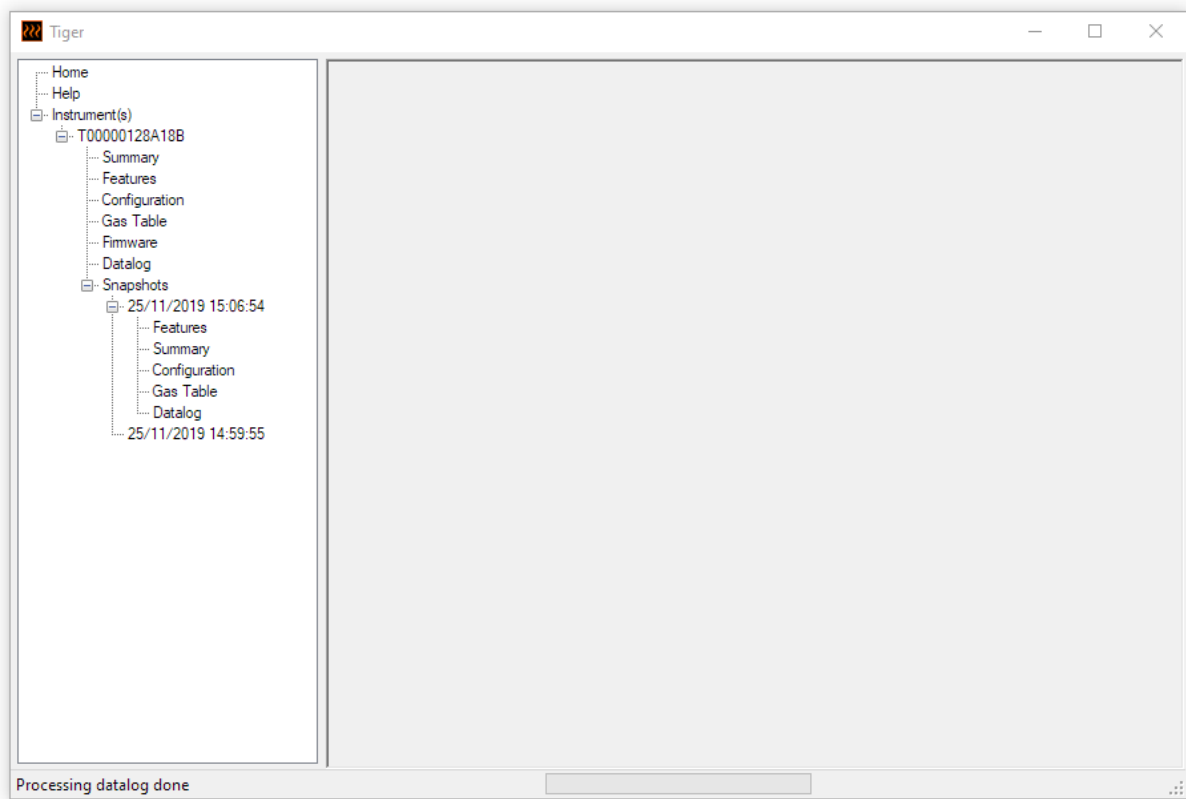 Tiger
Home
Help
Instrument(s)
T00000128A18B
Summary
Features
Configuration
Gas Table
Firmware
Datalog
Snapshots
25/11/2019 15:06:54
Features
Summary
Configuration
Gas Table
Datalog
25/11/2019 14:59:55
Processing datalog done